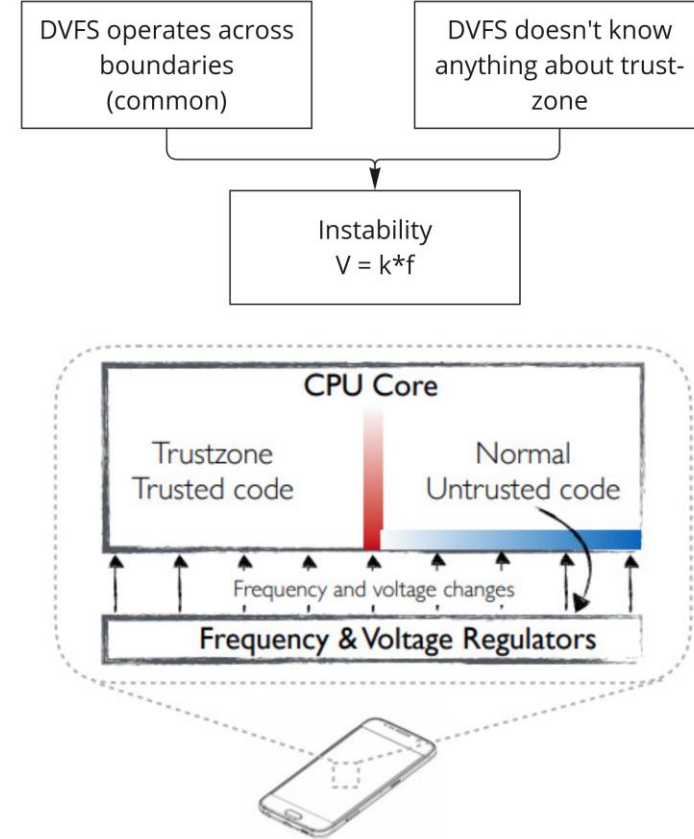 DVFS operates across
boundaries
(common)
DVFS doesn't know
anything about trust-
zone
Instability
V = k*f
CPU Core
Trustzone
Trusted code
Normal
Untrusted code
Frequency and voltage changes
Frequency & Voltage Regulators